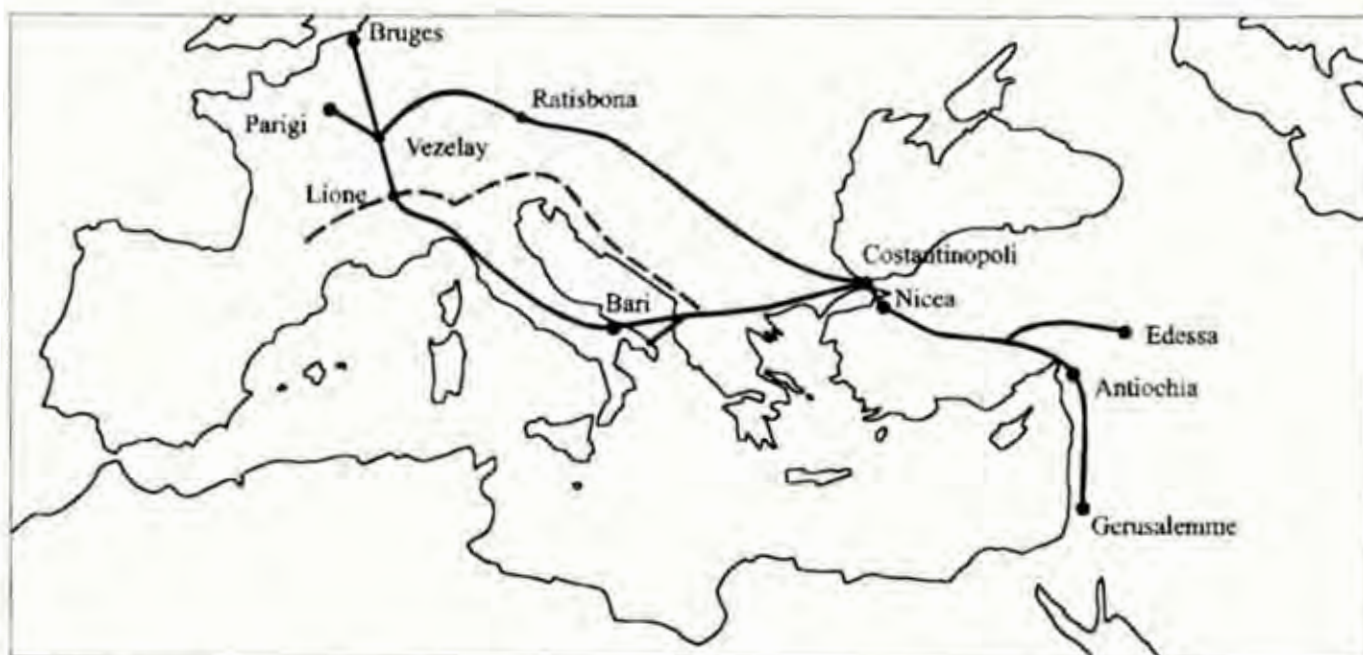 Bruges
Ratisbona
Parigi
Vezelay
Lione
Costantinopoli
Bari
Nicea
Edessa
Antiochia
Gerusalemme